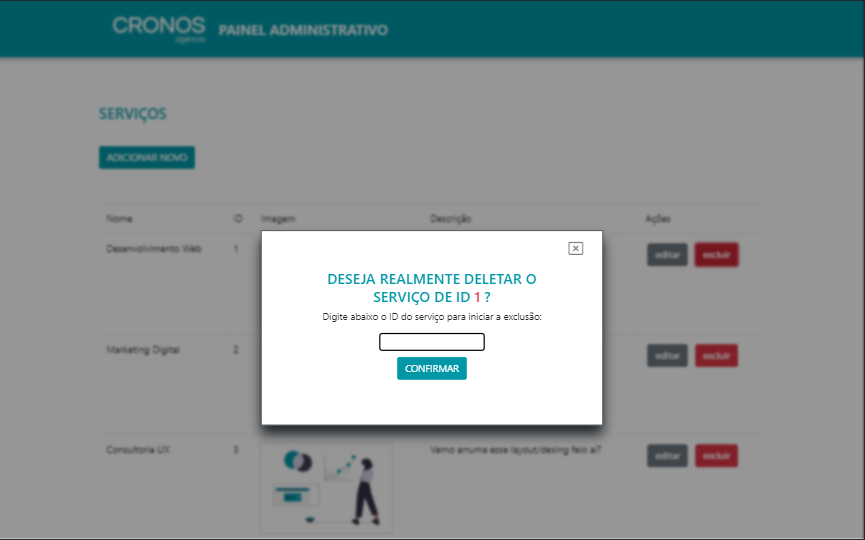 CRONOS
agência
PAINEL ADMINISTRATIVO
SERVIÇOS
ADICIONAR NOVO
Nome ID Imagem Descrição Ações
Desenvolvimento Web 1 editar excluir
DESEJA REALMENTE DELETAR O
SERVIÇO DE ID 1 ?
Digite abaixo o ID do serviço para iniciar a exclusão:
CONFIRMAR
Marketing Digital 2 editar excluir
Consultoria UX 3 Vamo arruma esse layout/desing feio ai? editar excluir